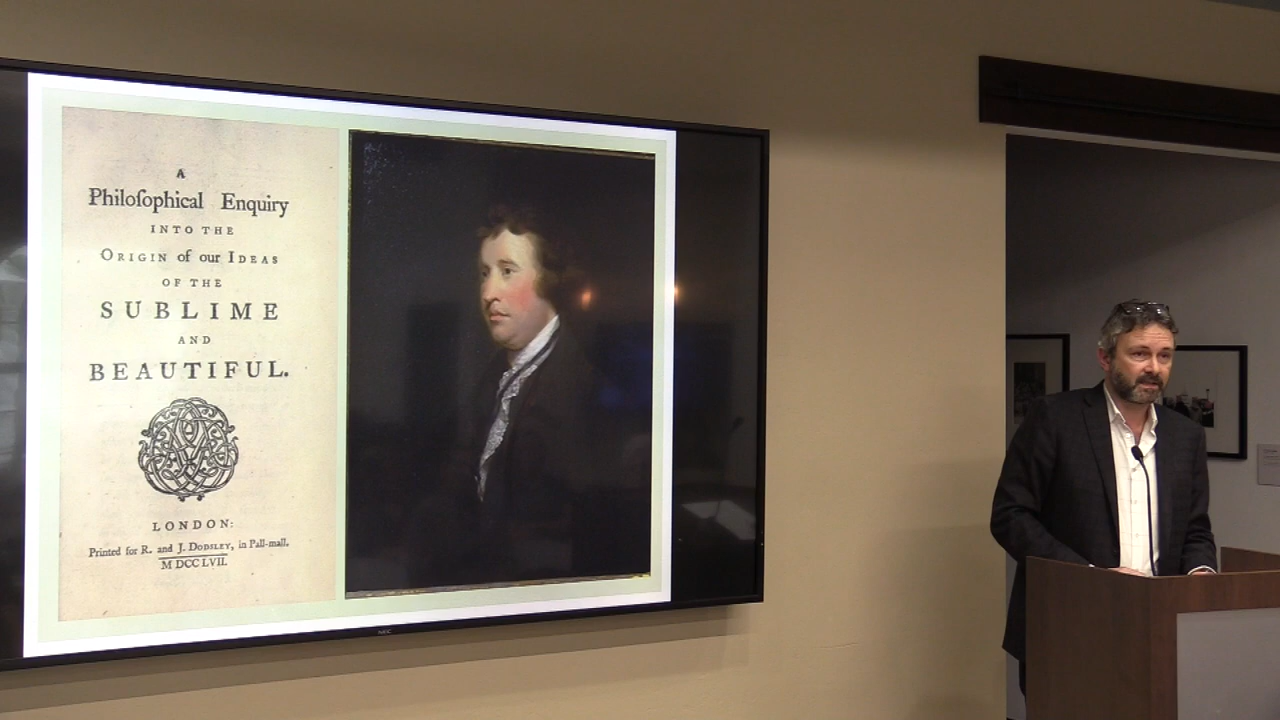 A
Philoſophical Enquiry
INTO THE
ORIGIN of our IDEAS
OF THE
SUBLIME
AND
BEAUTIFUL.
LONDON:
Printed for R. and J. DODSLEY, in Pall-mall.
M DCC LVII.
NEC